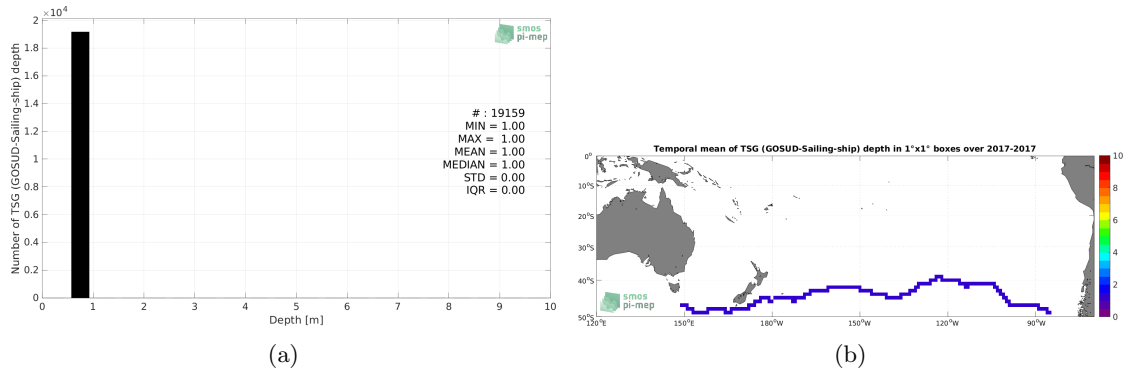 ×10⁴
2
1.8
1.6
1.4
1.2
1
0.8
0.6
0.4
0.2
0
Number of TSG (GOSUD-Sailing-ship) depth
0 1 2 3 4 5 6 7 8 9 10
Depth [m]
smos
pi-mep
# : 19159
MIN = 1.00
MAX = 1.00
MEAN = 1.00
MEDIAN = 1.00
STD = 0.00
IQR = 0.00
(a)
Temporal mean of TSG (GOSUD-Sailing-ship) depth in 1°x1° boxes over 2017-2017
0°
10°S
20°S
30°S
40°S
50°S
120°E 150°E 180°W 150°W 120°W 90°W
smos
pi-mep
10
8
6
4
2
0
(b)